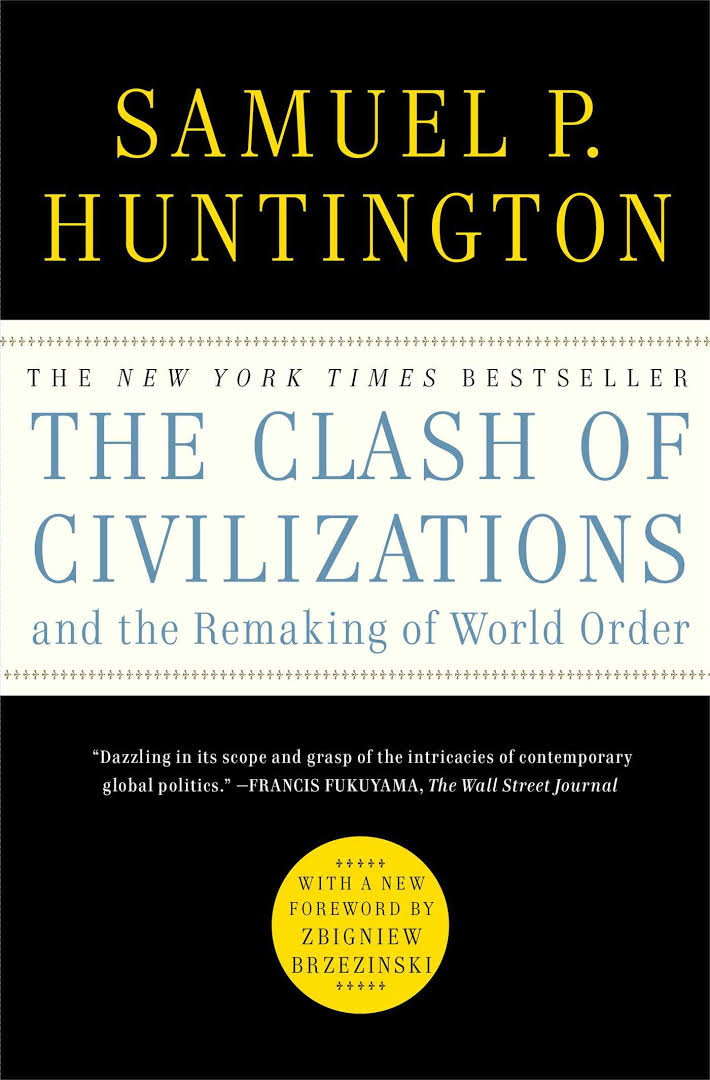 SAMUEL P.
HUNTINGTON
THE NEW YORK TIMES BESTSELLER
THE CLASH OF
CIVILIZATIONS
and the Remaking of World Order
“Dazzling in its scope and grasp of the intricacies of contemporary
global politics.” —FRANCIS FUKUYAMA, The Wall Street Journal
WITH A NEW
FOREWORD BY
ZBIGNIEW
BRZEZINSKI